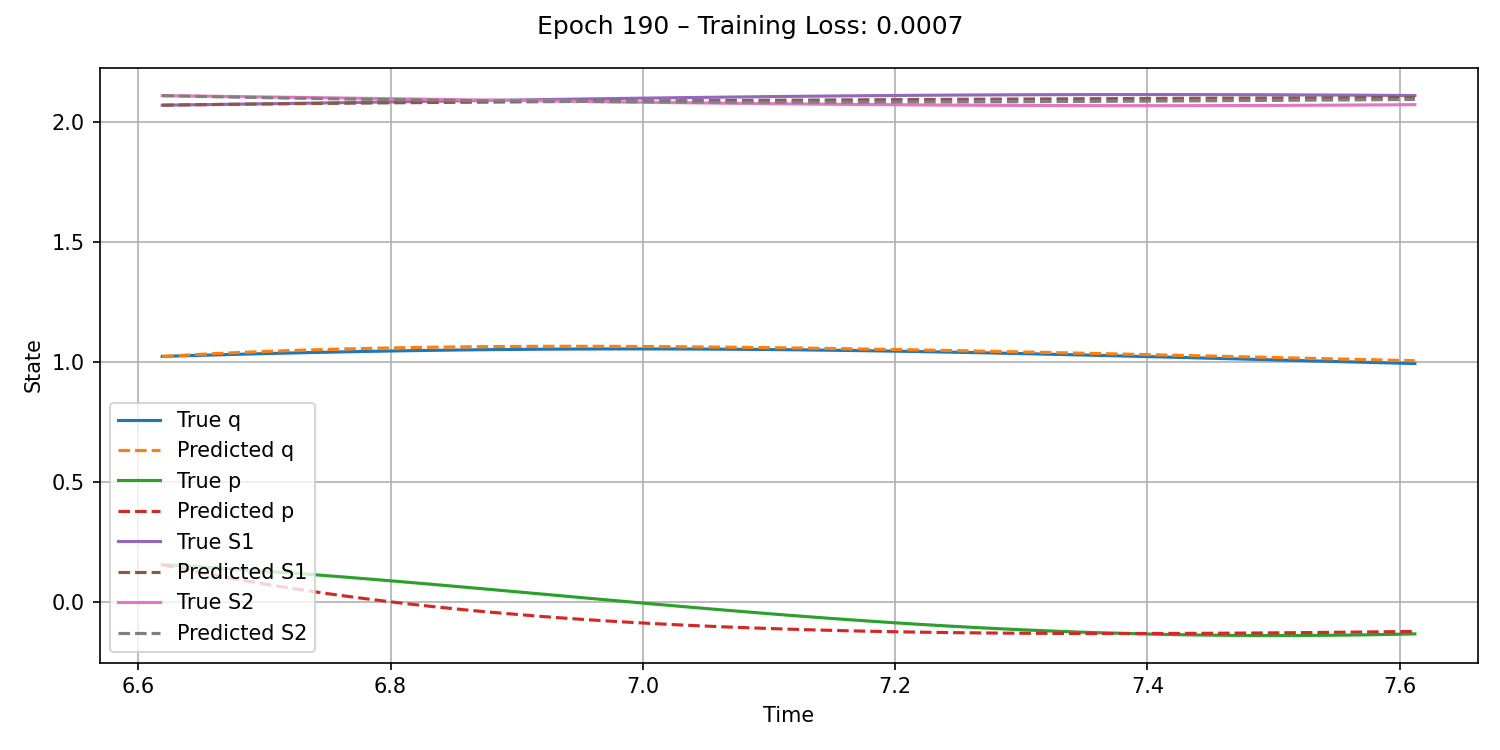 Epoch 190 – Training Loss: 0.0007
State
2.0
1.5
1.0
0.5
0.0
True q
Predicted q
True p
Predicted p
True S1
Predicted S1
True S2
Predicted S2
6.6 6.8 7.0 7.2 7.4 7.6
Time